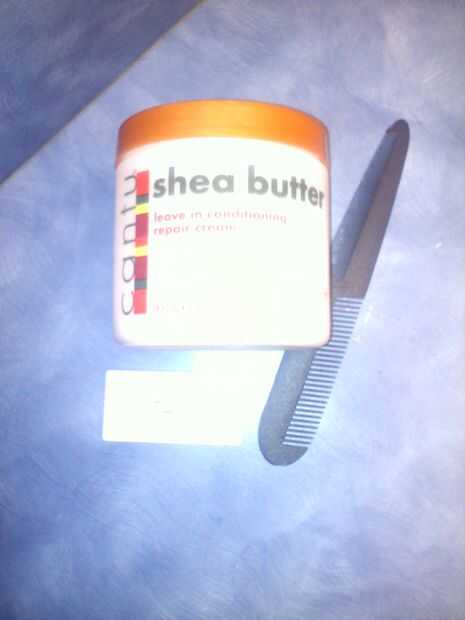 cantu
shea butter
leave in conditioning
repair cream